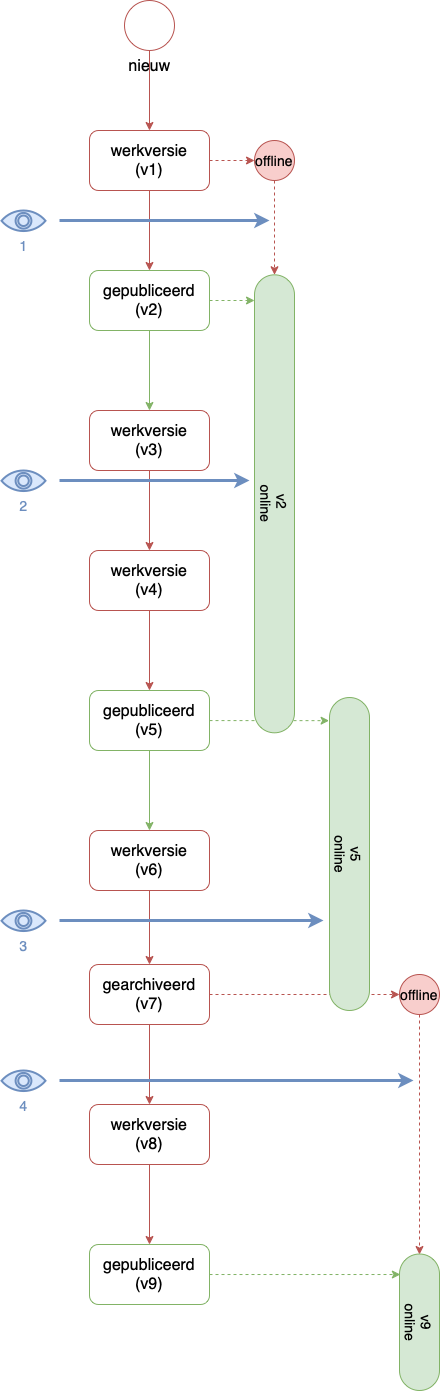 nieuw
werkversie
(v1)
offline
1
gepubliceerd
(v2)
werkversie
(v3)
2
v2
online
werkversie
(v4)
gepubliceerd
(v5)
v5
online
werkversie
(v6)
3
gearchiveerd
(v7)
offline
4
werkversie
(v8)
gepubliceerd
(v9)
v9
online